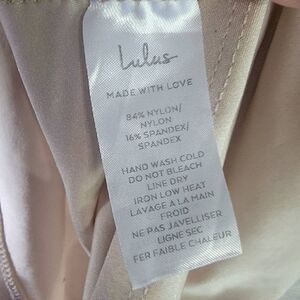 Lulus
MADE WITH LOVE
84% NYLON/
NYLON
16% SPANDEX/
SPANDEX
HAND WASH COLD
DO NOT BLEACH
LINE DRY
IRON LOW HEAT
LAVAGE A LA MAIN
FROID
NE PAS JAVELLISER
LIGNE SEC
FER FAIBLE CHALEUR